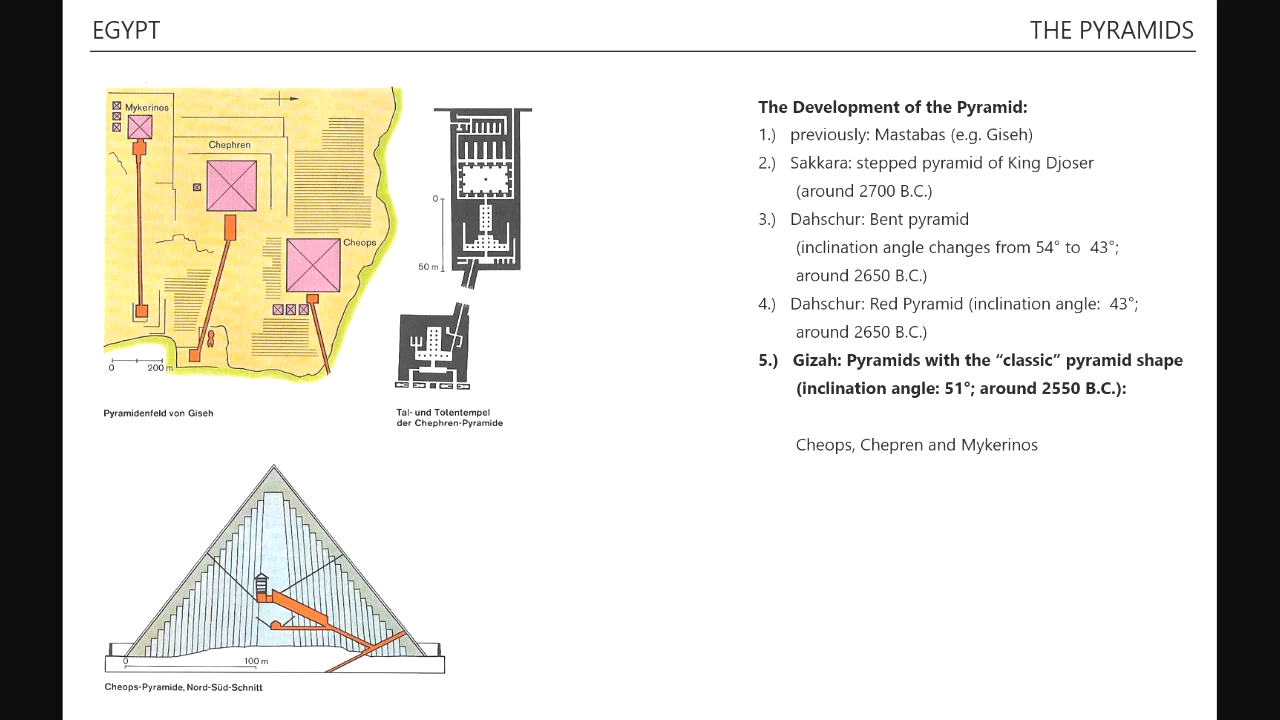 EGYPT
THE PYRAMIDS
Mykerinos
Chephren
Cheops
0 200 m
Pyramidenfeld von Giseh
0
50 m
Tal- und Totentempel
der Chephren-Pyramide
0 100 m
Cheops-Pyramide, Nord-Süd-Schnitt
The Development of the Pyramid:
1.) previously: Mastabas (e.g. Giseh)
2.) Sakkara: stepped pyramid of King Djoser
(around 2700 B.C.)
3.) Dahschur: Bent pyramid
(inclination angle changes from 54° to 43°;
around 2650 B.C.)
4.) Dahschur: Red Pyramid (inclination angle: 43°;
around 2650 B.C.)
5.) Gizah: Pyramids with the “classic” pyramid shape
(inclination angle: 51°; around 2550 B.C.):
Cheops, Chepren and Mykerinos